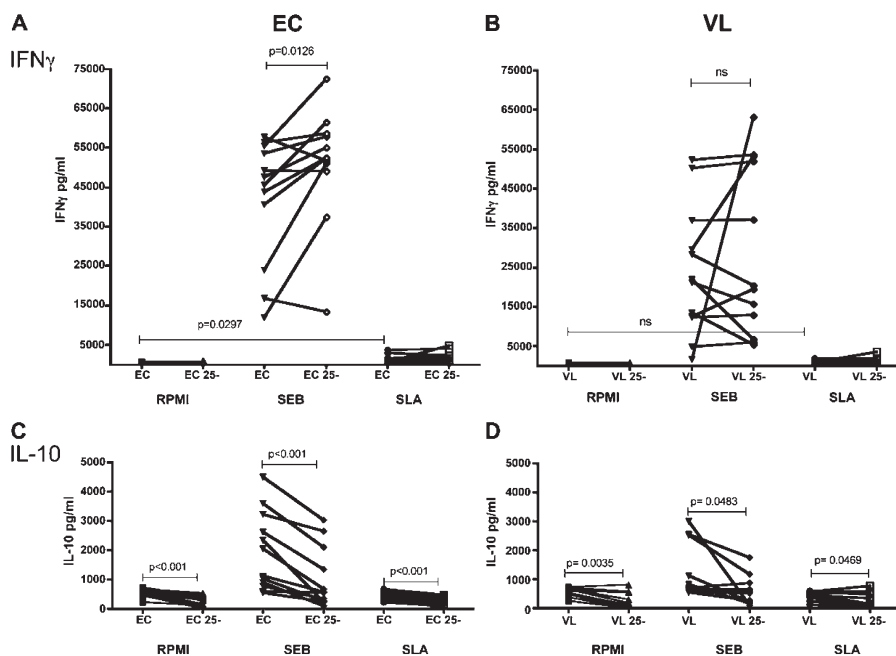 A
EC
IFNγ
p=0.0126
75000
65000
55000
45000
35000
25000
15000
5000
IFNγ pg/ml
p=0.0297
EC EC 25- EC EC 25- EC EC 25-
RPMI SEB SLA
B
VL
ns
75000
65000
55000
45000
35000
25000
15000
5000
IFNγ pg/ml
ns
VL VL 25- VL VL 25- VL VL 25-
RPMI SEB SLA
C
IL-10
5000
4000
3000
2000
1000
0
IL-10 pg/ml
p<0.001
p<0.001
p<0.001
EC EC 25- EC EC 25- EC EC 25-
RPMI SEB SLA
D
5000
4000
3000
2000
1000
0
IL-10 pg/ml
p= 0.0483
p= 0.0035
p= 0.0469
VL VL 25- VL VL 25- VL VL 25-
RPMI SEB SLA